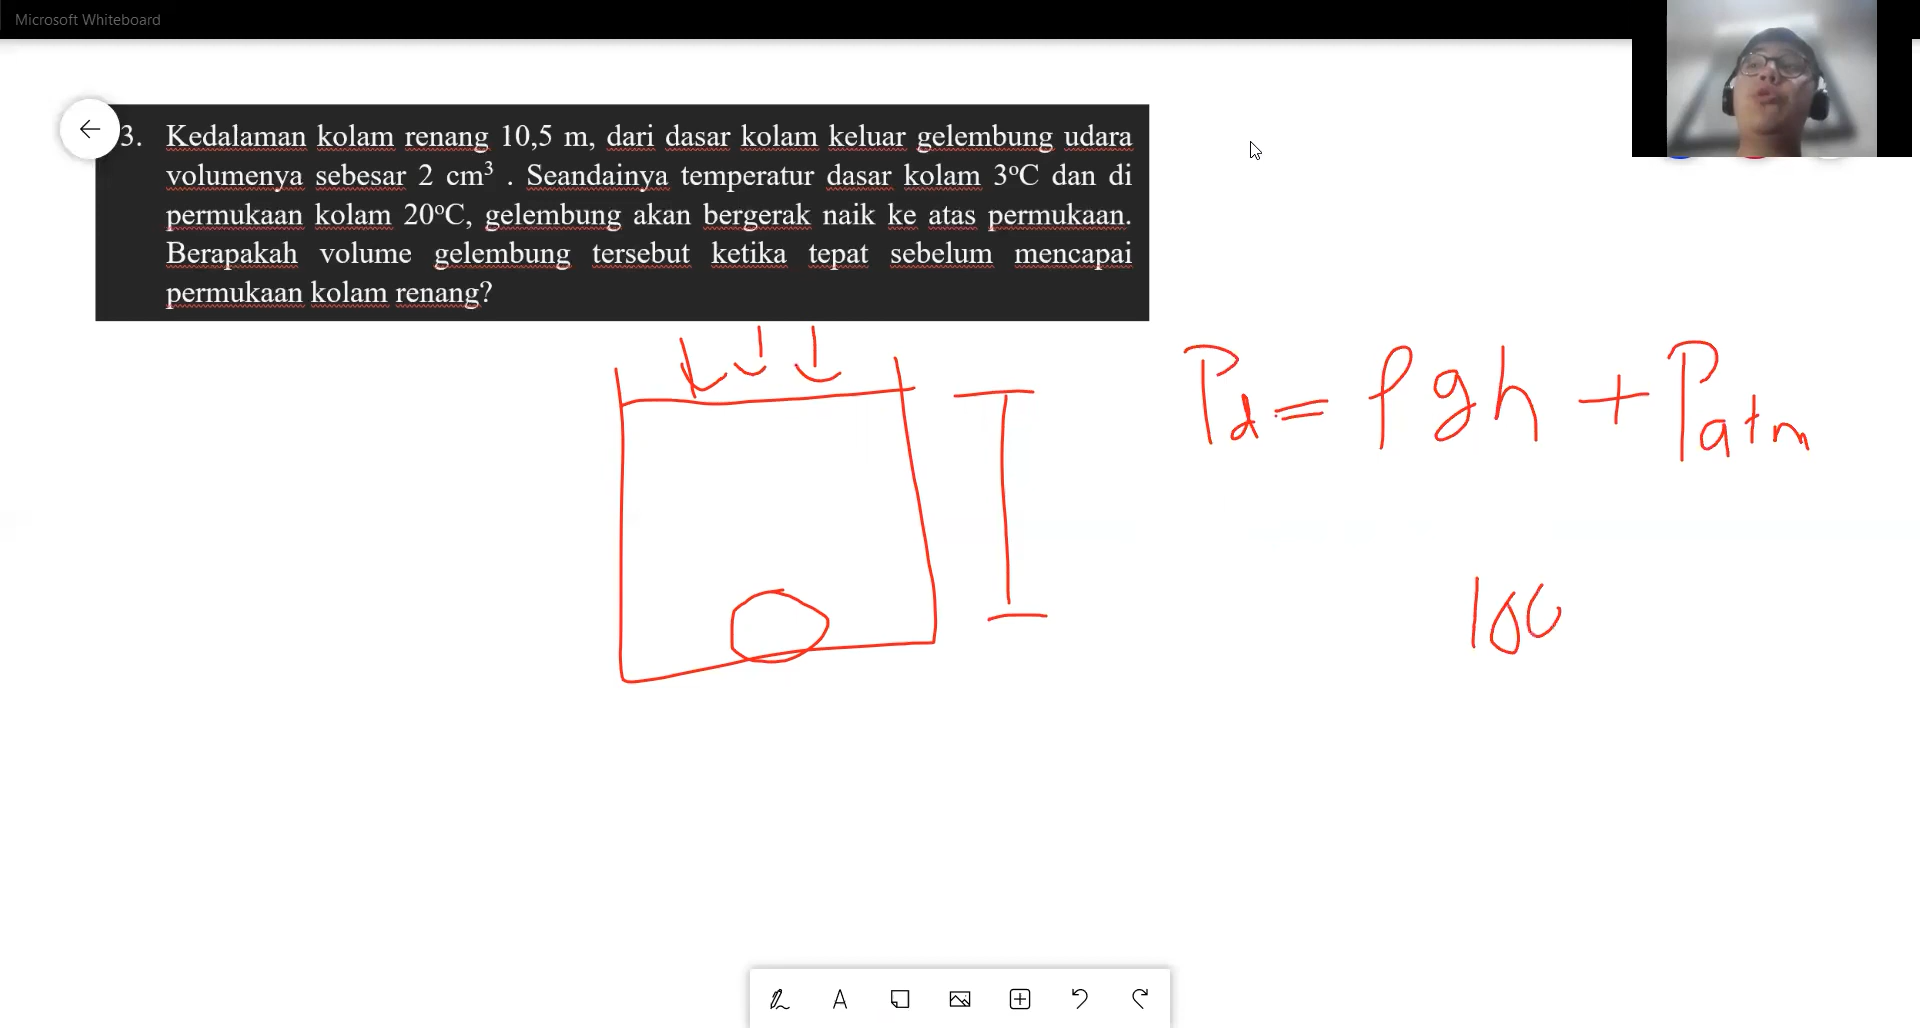 Microsoft Whiteboard
3. Kedalaman kolam renang 10,5 m, dari dasar kolam keluar gelembung udara
volumenya sebesar 2 cm³ . Seandainya temperatur dasar kolam 3°C dan di
permukaan kolam 20°C, gelembung akan bergerak naik ke atas permukaan.
Berapakah volume gelembung tersebut ketika tepat sebelum mencapai
permukaan kolam renang?
Pd = ρgh + Patm
100